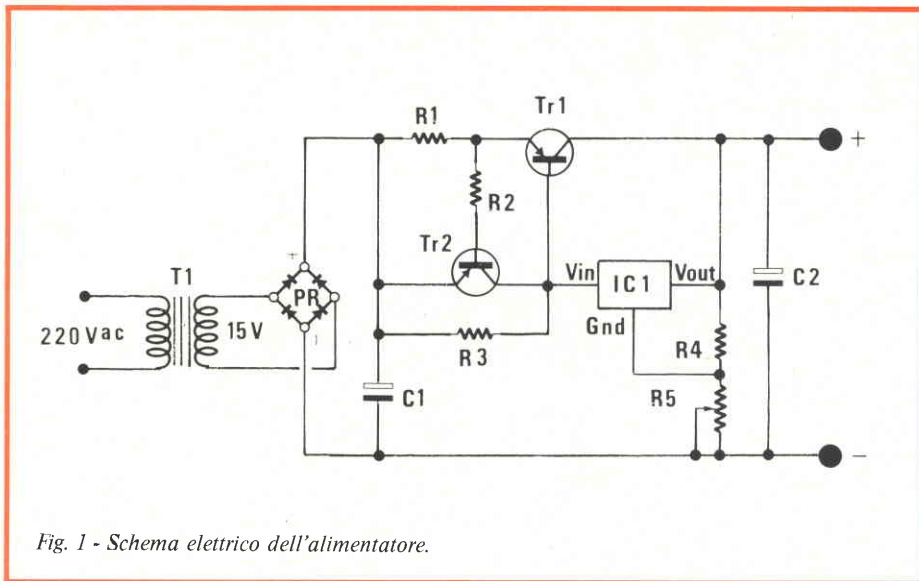 Tr1
R1
R2
Tr2
Vin
IC1
Vout
Gnd
C2
T1
+
PR
220Vac
15V
R3
R4
R5
C1
+
−
Fig. 1 - Schema elettrico dell'alimentatore.